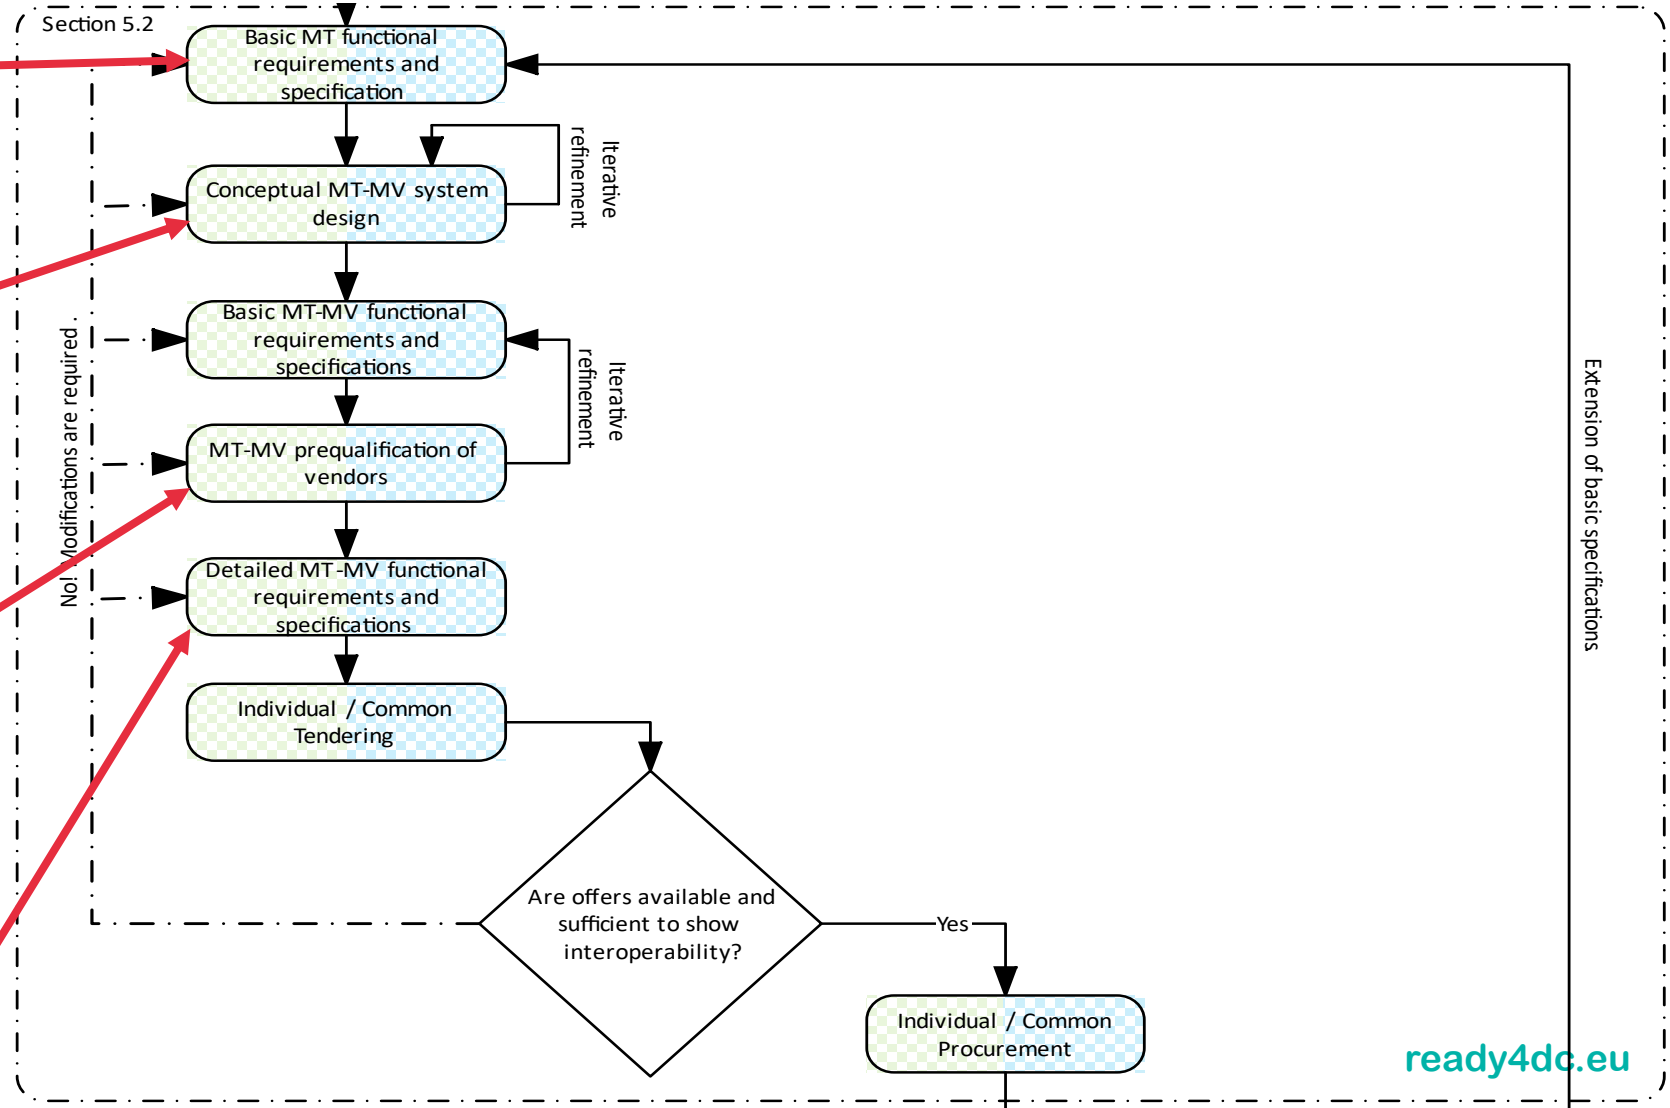 Section 5.2
Basic MT functional
requirements and
specification
Iterative
refinement
Conceptual MT-MV system
design
Basic MT-MV functional
requirements and
specifications
Iterative
refinement
MT-MV prequalification of
vendors
No! Modifications are required .
Detailed MT-MV functional
requirements and
specifications
Extension of basic specifications
Individual / Common
Tendering
Are offers available and
sufficient to show
interoperability?
Yes
Individual / Common
Procurement
ready4dc.eu